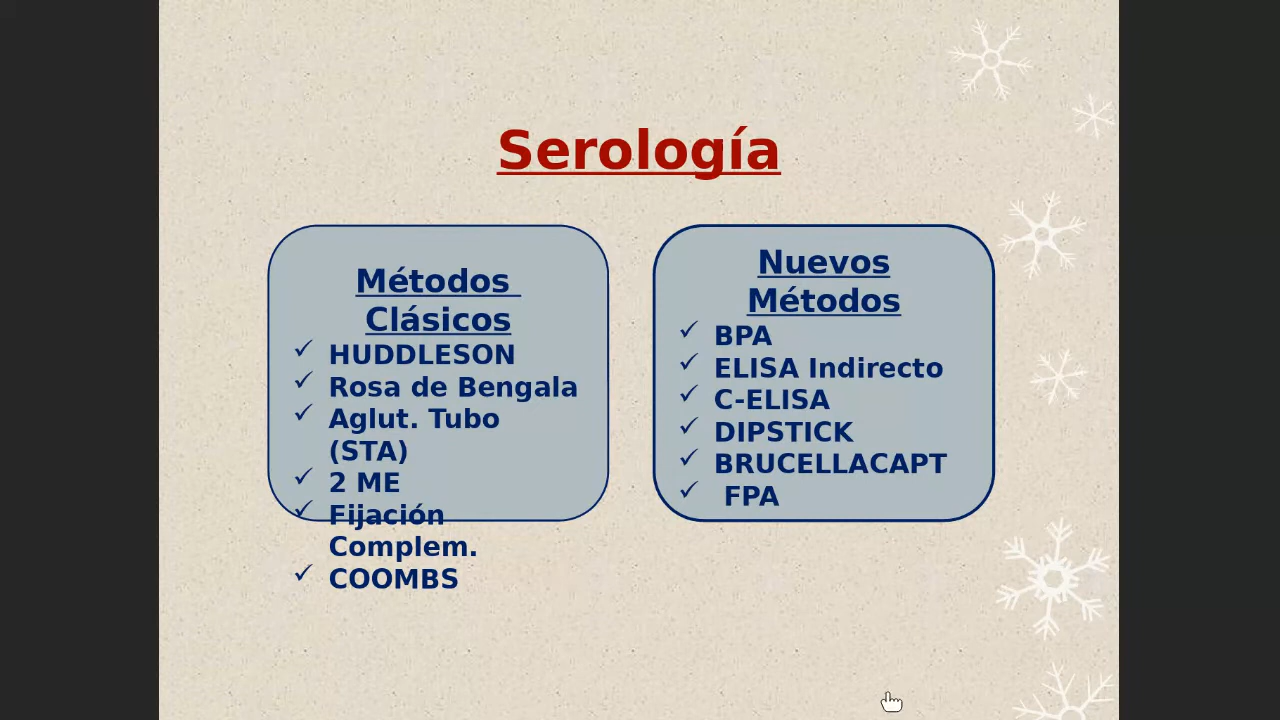 Serología
Métodos
Clásicos
HUDDLESON
Rosa de Bengala
Aglut. Tubo
(STA)
2 ME
Fijación
Complem.
COOMBS
Nuevos
Métodos
BPA
ELISA Indirecto
C-ELISA
DIPSTICK
BRUCELLACAPT
FPA